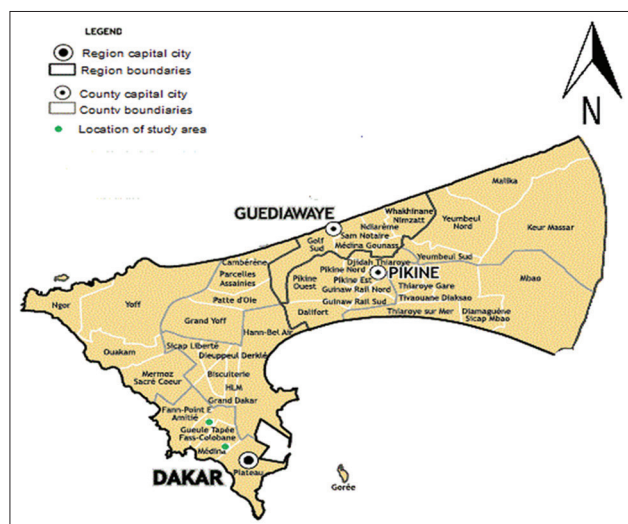 LEGEND
Region capital city
Region boundaries
County capital city
County boundiaries
Location of study area
N
Malika
GUEDIAWAYE
Whakhinane
Nimzatt
Ndiarème
Sam Notaire
Golf
Sud
Médina Gounass
Yeumbeul
Nord
Keur Massar
Cambérène
Parcelles
Assainies
Djidah Thiaroye
Yeumbeul Sud
Pikine Nord
PIKINE
Pikine
Ouest
Pikine Est
Guinaw Rail Nord
Thiaroye Gare
Mbao
Tivaouane Diaksao
Guinaw Rail Sud
Dalifort
Thiaroye sur Mer
Diamaguène
Sicap Mbao
Ngor
Yoff
Patte d'Oie
Grand Yoff
Hann-Bel Air
Ouakam
Sicap Liberté
Dieuppeul Derklé
Mermoz
Sacré Coeur
Biscuiterie
HLM
Grand Dakar
Fann-Point E
Amitié
Gueule Tapée
Fass-Colobane
Médina
DAKAR
Plateau
Gorée